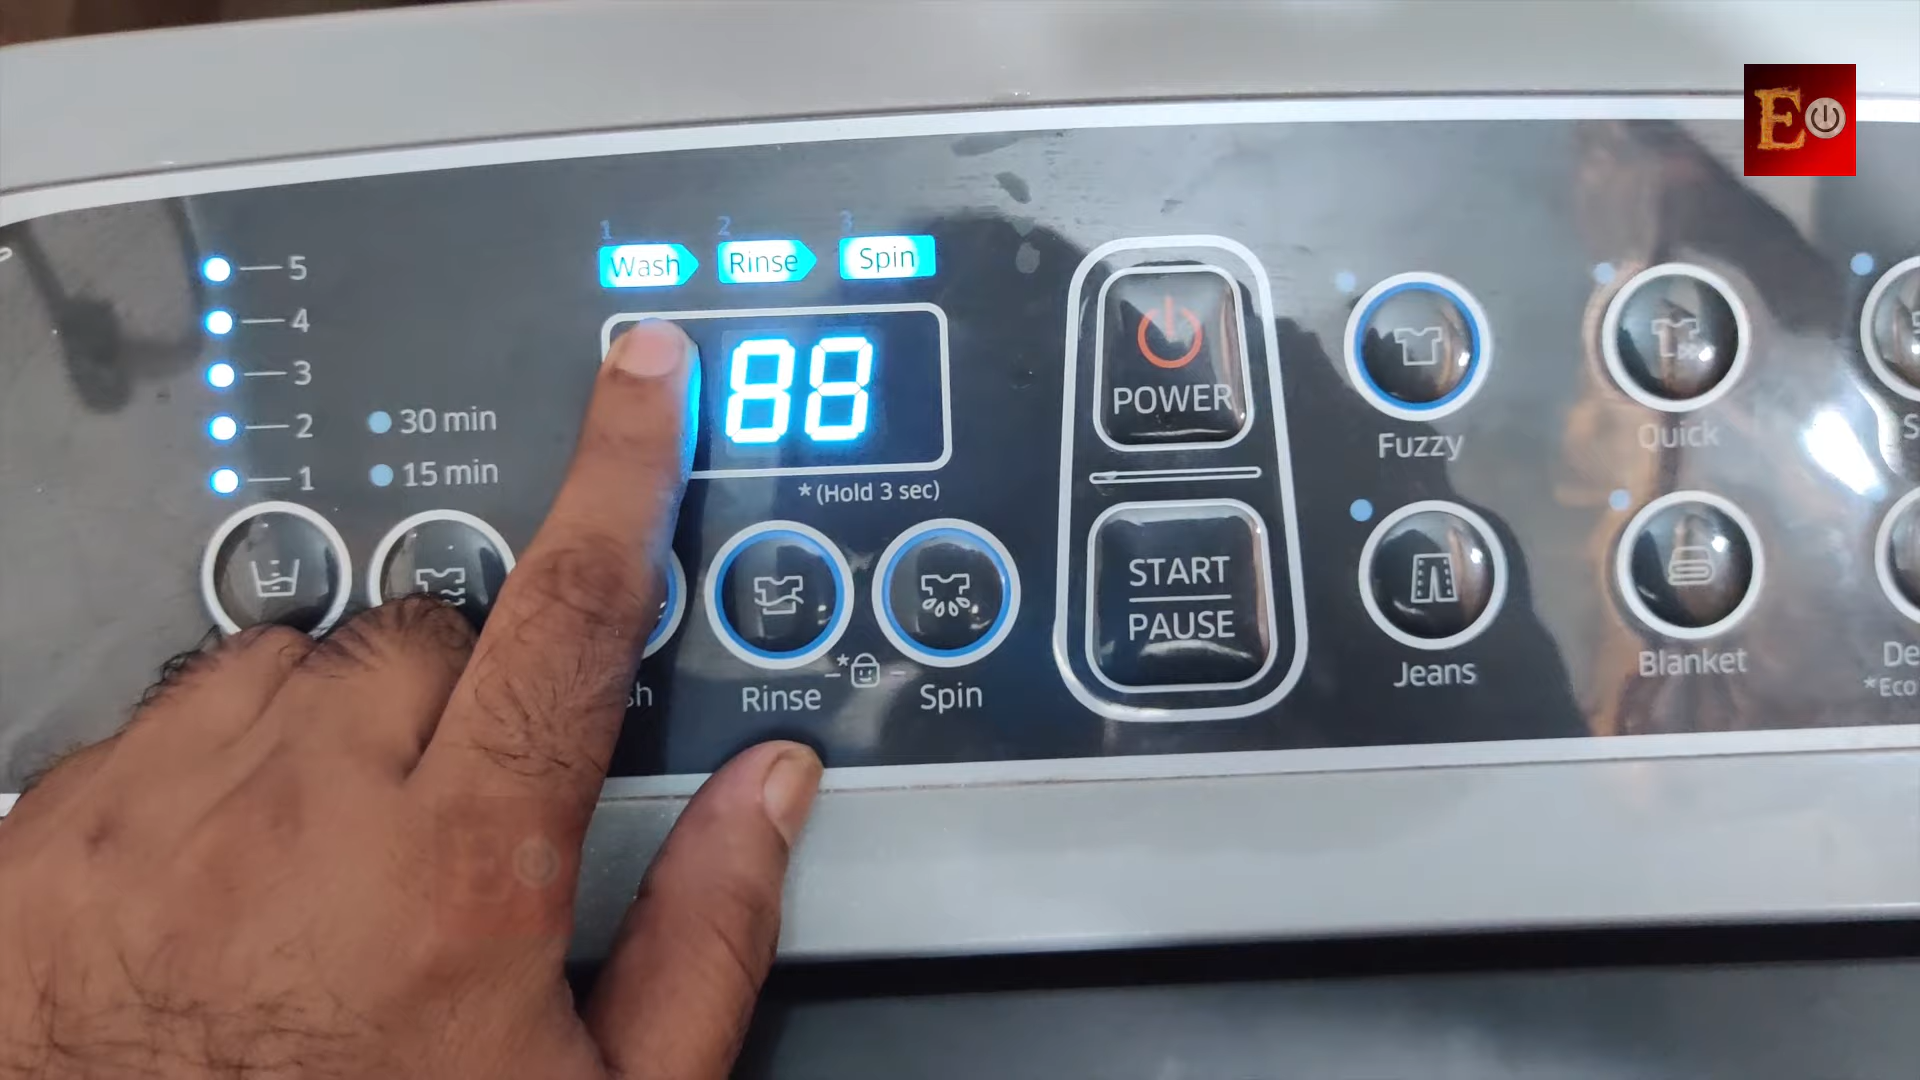 E
5
4
3
2
1
30 min
15 min
1 2 3
Wash Rinse Spin
88
*(Hold 3 sec)
Rinse
*
Spin
POWER
START
PAUSE
Fuzzy
Quick
Jeans
Blanket
*Eco